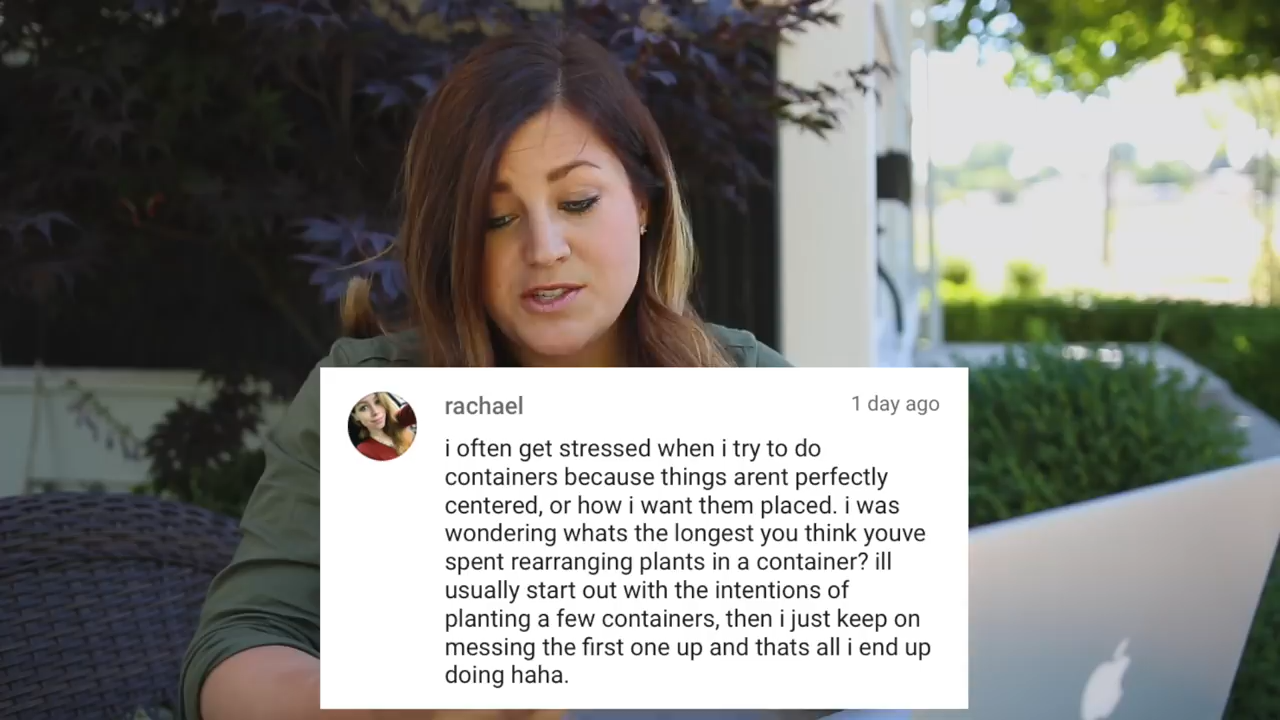 rachael
1 day ago
i often get stressed when i try to do
containers because things arent perfectly
centered, or how i want them placed. i was
wondering whats the longest you think youve
spent rearranging plants in a container? ill
usually start out with the intentions of
planting a few containers, then i just keep on
messing the first one up and thats all i end up
doing haha.